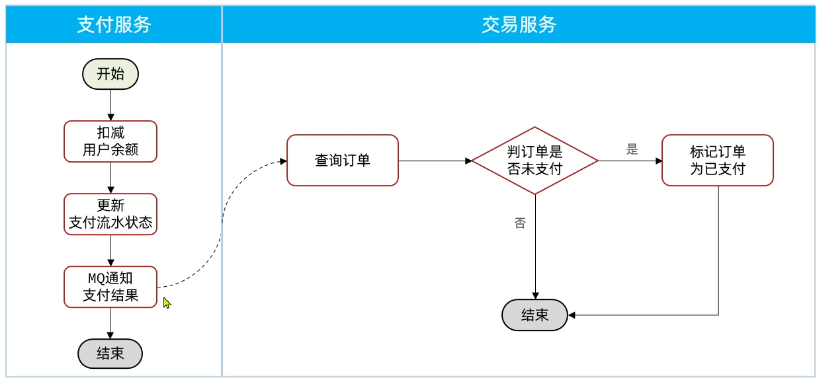 支付服务
交易服务
开始
扣减
用户余额
更新
支付流水状态
MQ通知
支付结果
结束
查询订单
判订单是
否未支付
是
标记订单
为已支付
否
结束